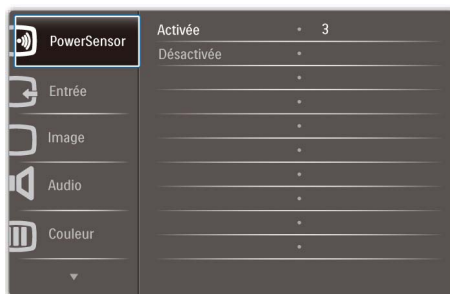 PowerSensor
Activée • 3
Désactivée •
Entrée
Image
Audio
Couleur